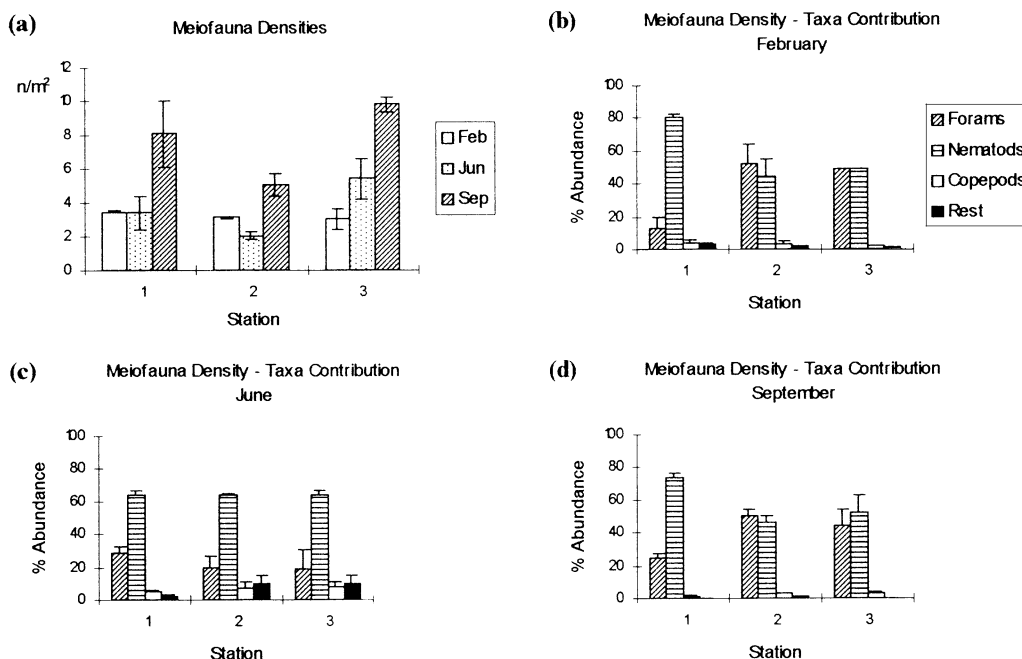 (a)
Meiofauna Densities
n/m²
12
10
8
6
4
2
0
1 2 3
Station
Feb
Jun
Sep
(b)
Meiofauna Density - Taxa Contribution
February
% Abundance
100
80
60
40
20
0
1 2 3
Station
Forams
Nematods
Copepods
Rest
(c)
Meiofauna Density - Taxa Contribution
June
% Abundance
100
80
60
40
20
0
1 2 3
Station
(d)
Meiofauna Density - Taxa Contribution
September
% Abundance
100
80
60
40
20
0
1 2 3
Station